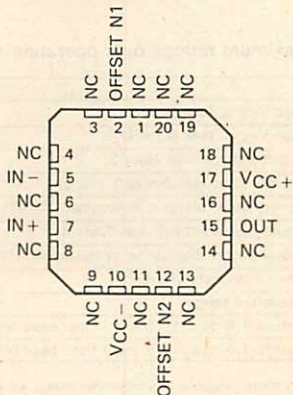 NC
OFFSET N1
NC
NC
NC
3 2 1 20 19
NC 4
IN − 5
NC 6
IN + 7
NC 8
18 NC
17 VCC +
16 NC
15 OUT
14 NC
9 10 11 12 13
NC
VCC −
NC
OFFSET N2
NC